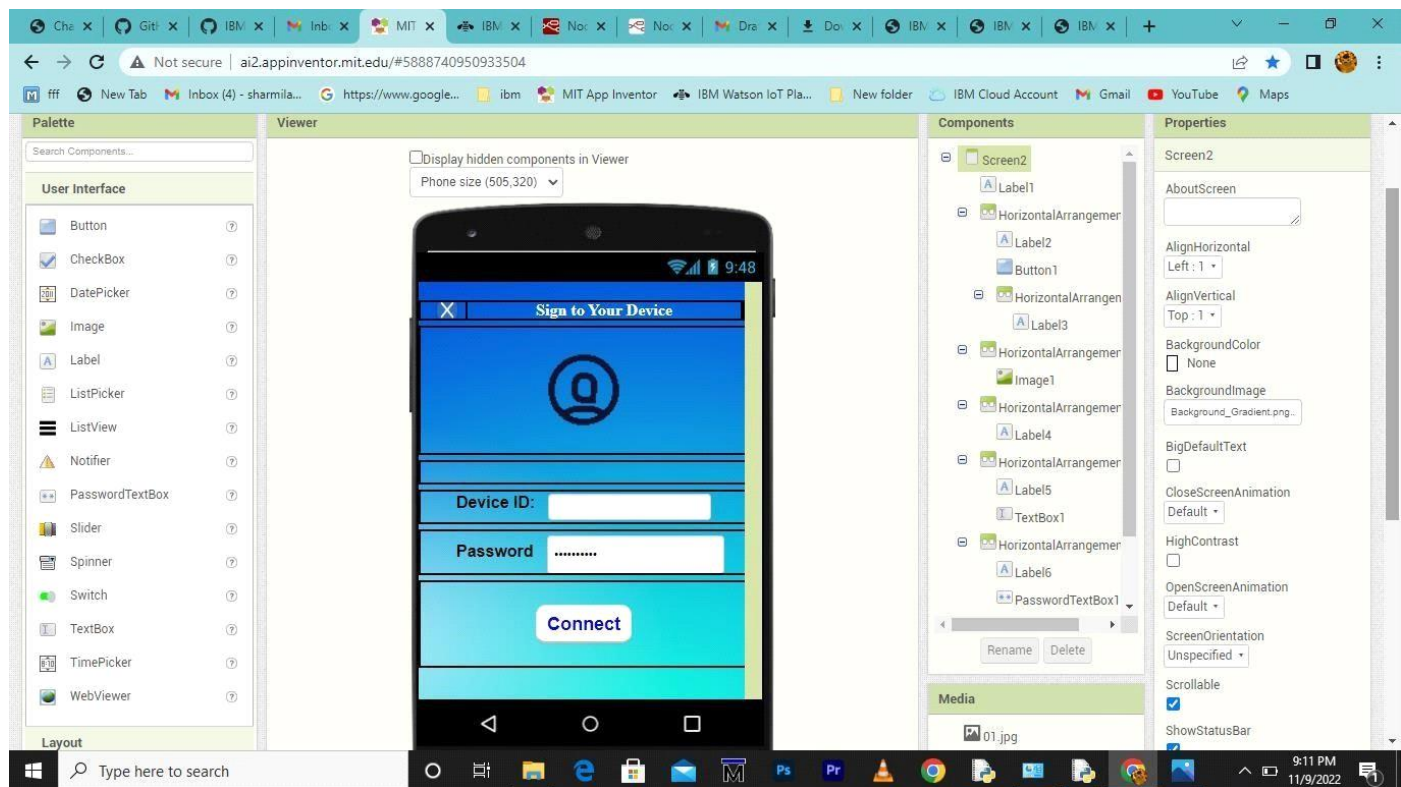 Che
GitH
IBM
Inbo
MIT
IBM
Noc
Noc
Dra
Do
IBM
IBM
IBM
Not secure | ai2.appinventor.mit.edu/#5888740950933504
fff
New Tab
Inbox (4) - sharmila...
https://www.google...
ibm
MIT App Inventor
IBM Watson IoT Pla...
New folder
IBM Cloud Account
Gmail
YouTube
Maps
Palette
Search Components...
User Interface
Button
CheckBox
DatePicker
Image
Label
ListPicker
ListView
Notifier
PasswordTextBox
Slider
Spinner
Switch
TextBox
TimePicker
WebViewer
Layout
Viewer
Display hidden components in Viewer
Phone size (505,320)
9:48
X Sign to Your Device
Device ID:
Password ..........
Connect
Components
Screen2
Label1
HorizontalArrangemer
Label2
Button1
HorizontalArrangen
Label3
HorizontalArrangemer
Image1
HorizontalArrangemer
Label4
HorizontalArrangemer
Label5
TextBox1
HorizontalArrangemer
Label6
PasswordTextBox1
Rename Delete
Media
01.jpg
Properties
Screen2
AboutScreen
AlignHorizontal
Left : 1
AlignVertical
Top : 1
BackgroundColor
None
BackgroundImage
Background_Gradient.png..
BigDefaultText
CloseScreenAnimation
Default
HighContrast
OpenScreenAnimation
Default
ScreenOrientation
Unspecified
Scrollable
ShowStatusBar
Type here to search
Ps
Pr
9:11 PM
11/9/2022
1